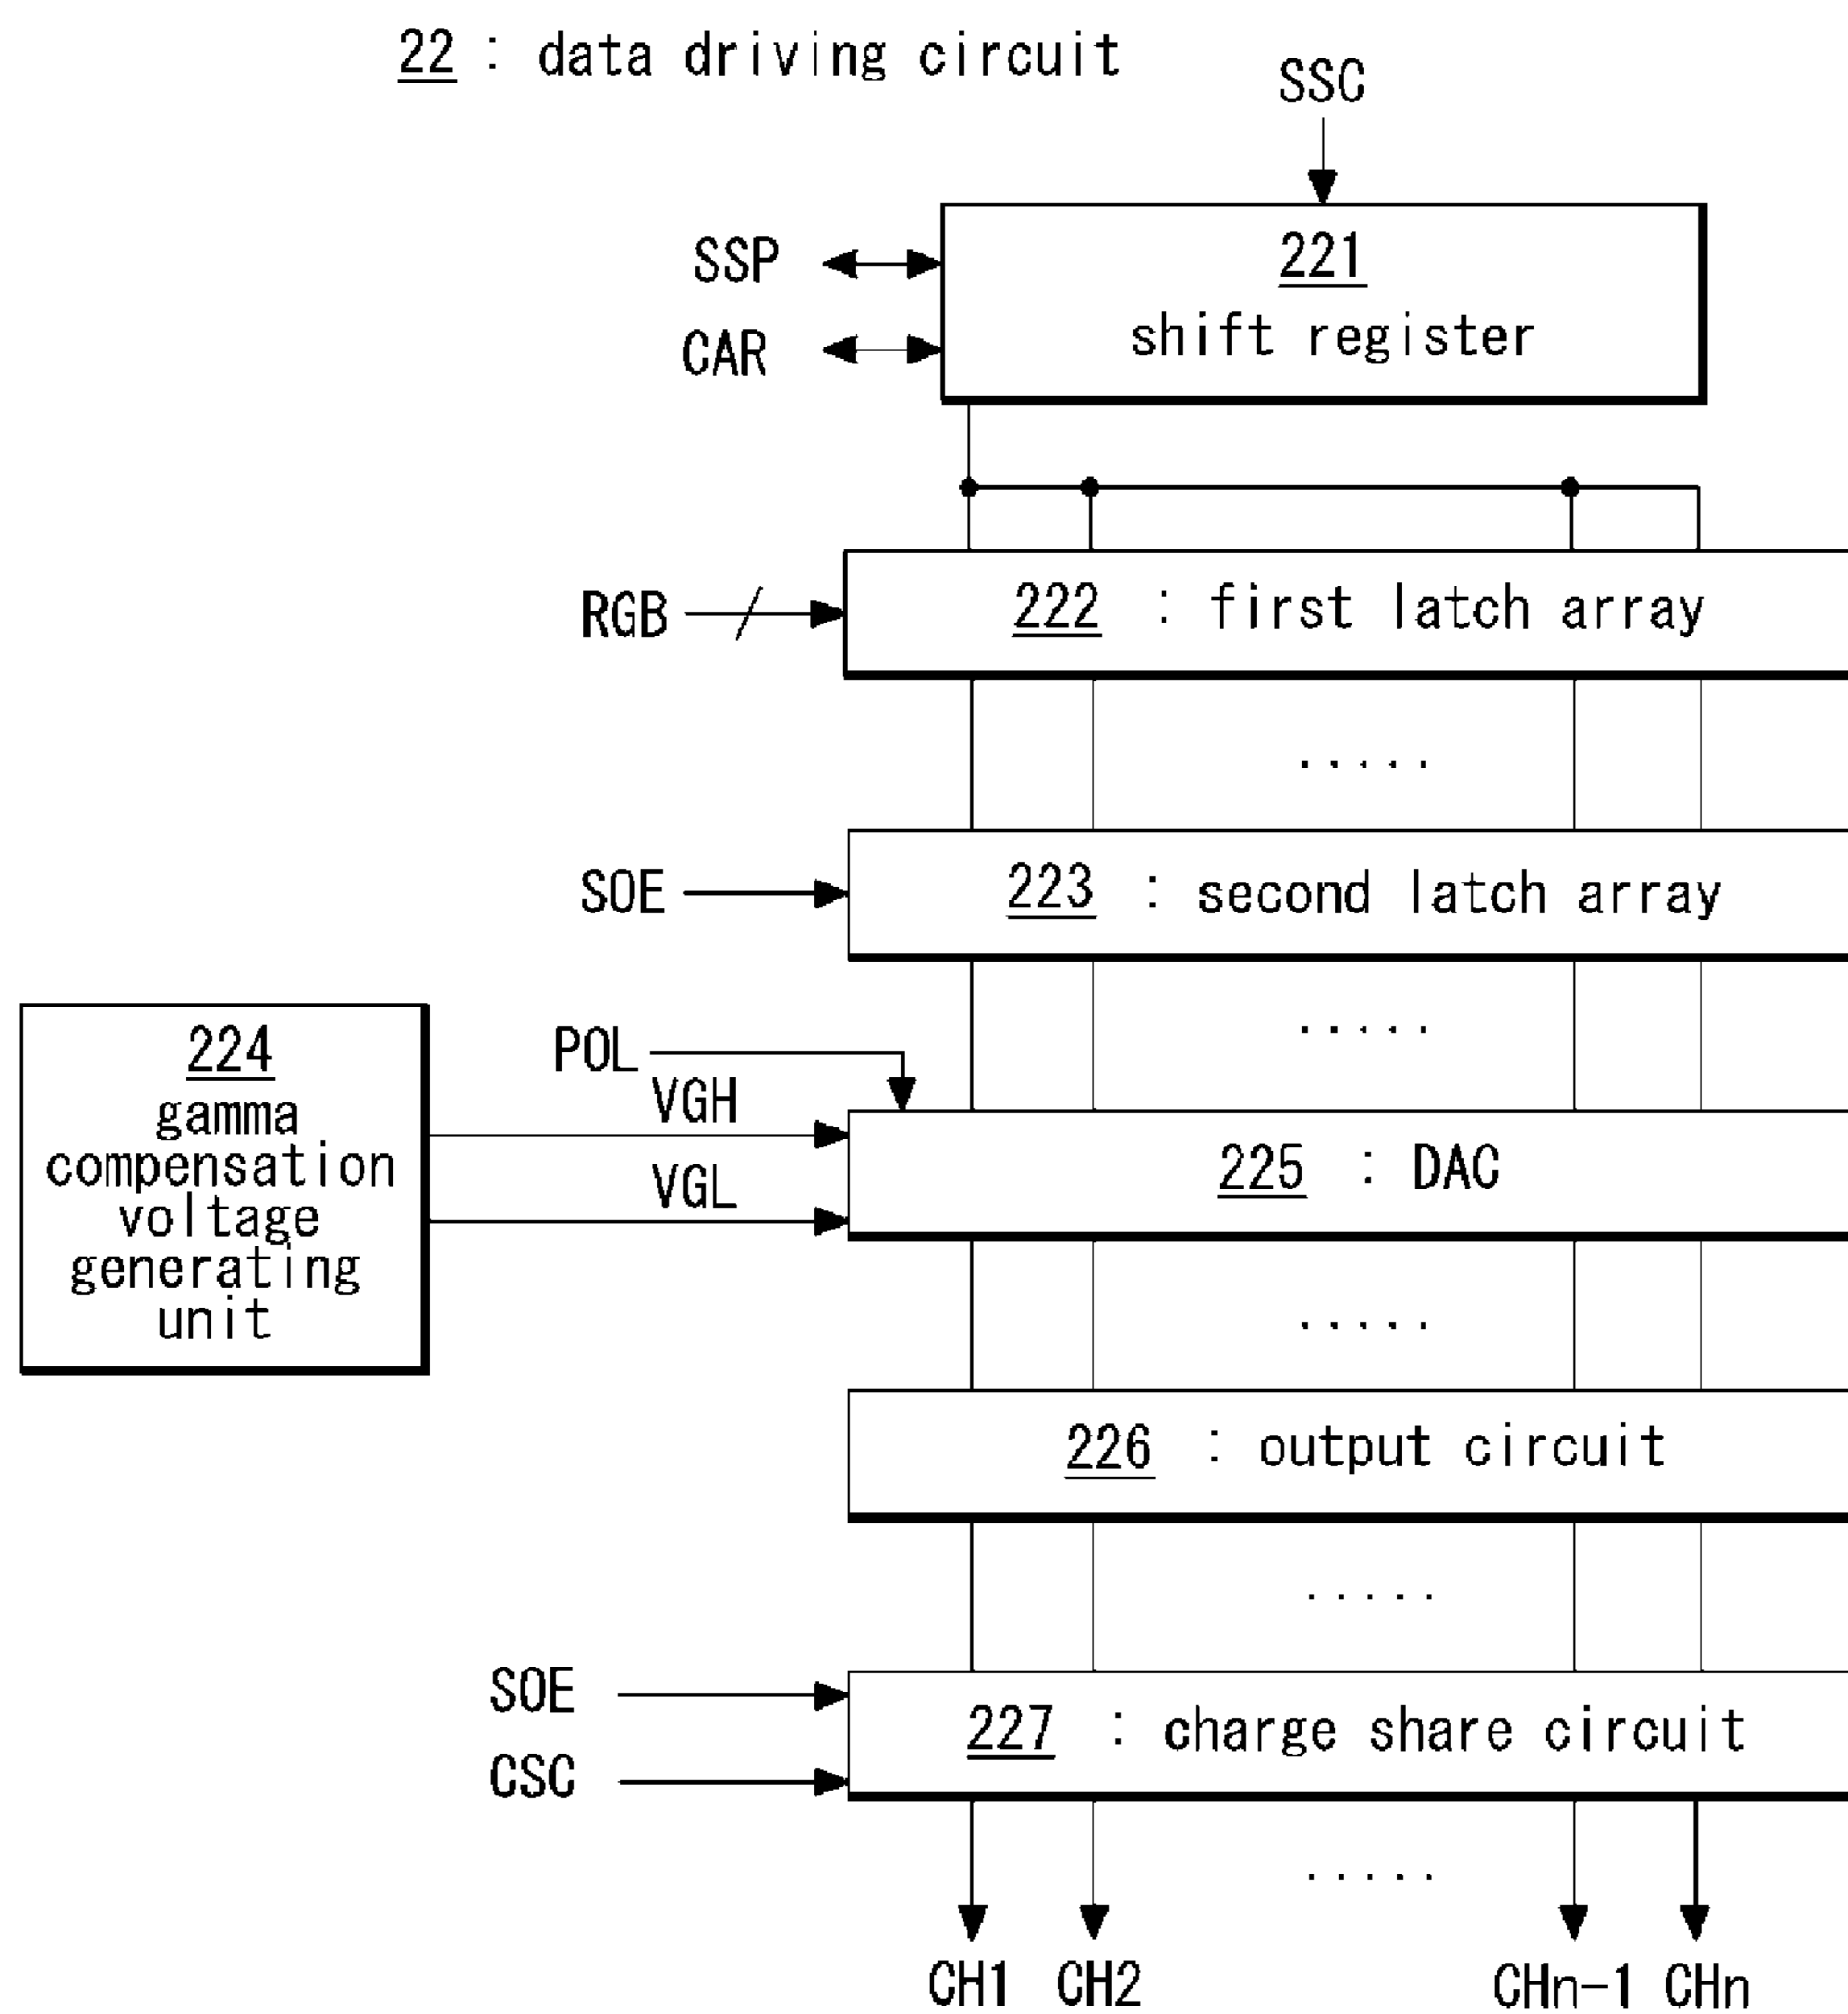 22 : data driving circuit
SSC
SSP
221
shift register
CAR
RGB
222 : first latch array
.....
SOE
223 : second latch array
.....
224
gamma
compensation
voltage
generating
unit
POL
VGH
VGL
225 : DAC
.....
226 : output circuit
.....
SOE
CSC
227 : charge share circuit
.....
CH1 CH2 CHn-1 CHn